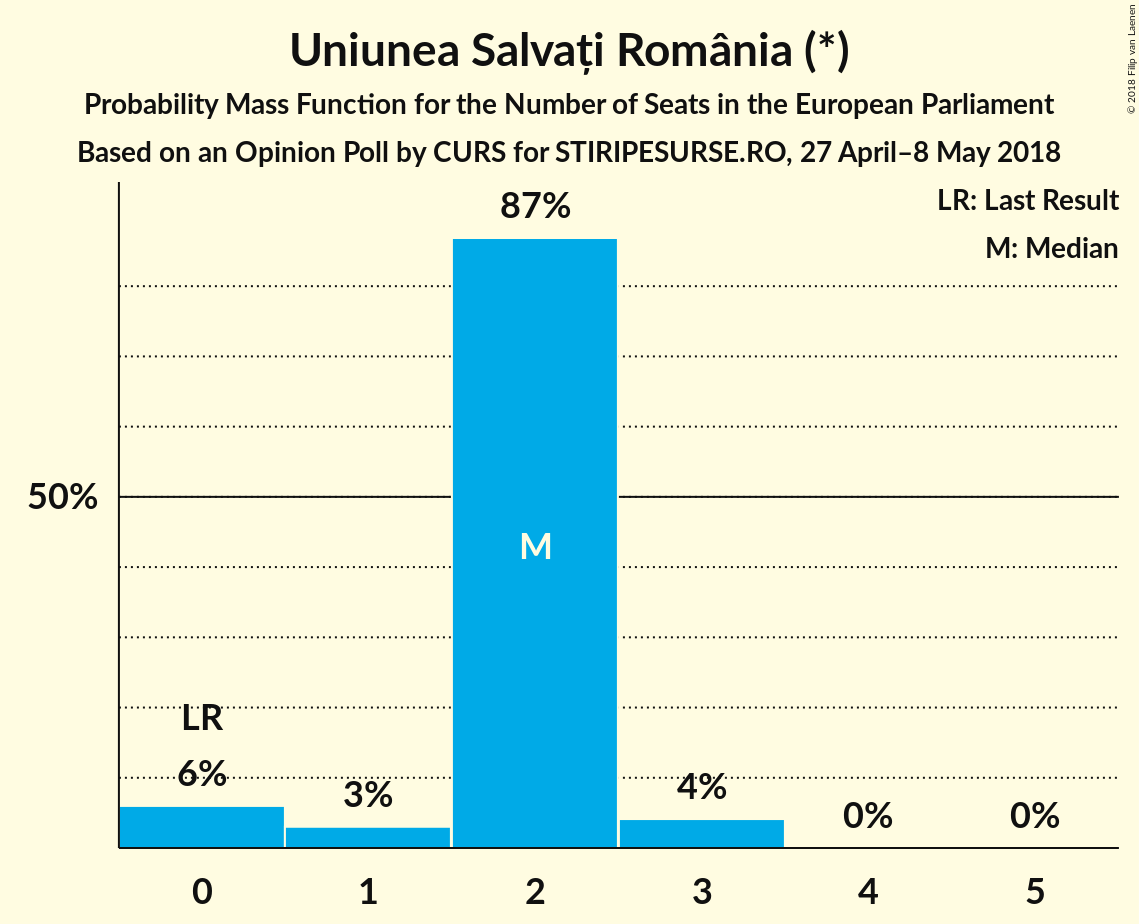 Uniunea Salvați România (*)
Probability Mass Function for the Number of Seats in the European Parliament
Based on an Opinion Poll by CURS for STIRIPESURSE.RO, 27 April–8 May 2018
© 2018 Filip van Laenen
LR: Last Result
M: Median
87%
50%
M
LR
6%
3%
4%
0%
0%
0 1 2 3 4 5